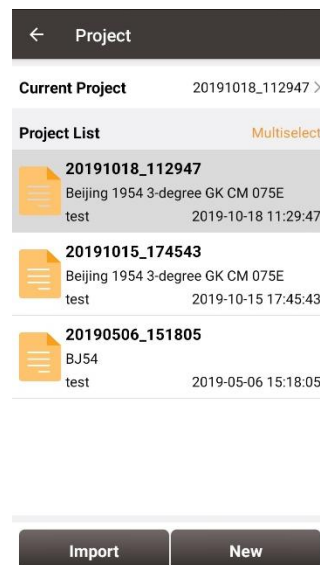 Project
Current Project 20191018_112947
Project List Multiselect
20191018_112947
Beijing 1954 3-degree GK CM 075E
test 2019-10-18 11:29:47
20191015_174543
Beijing 1954 3-degree GK CM 075E
test 2019-10-15 17:45:43
20190506_151805
BJ54
test 2019-05-06 15:18:05
Import New